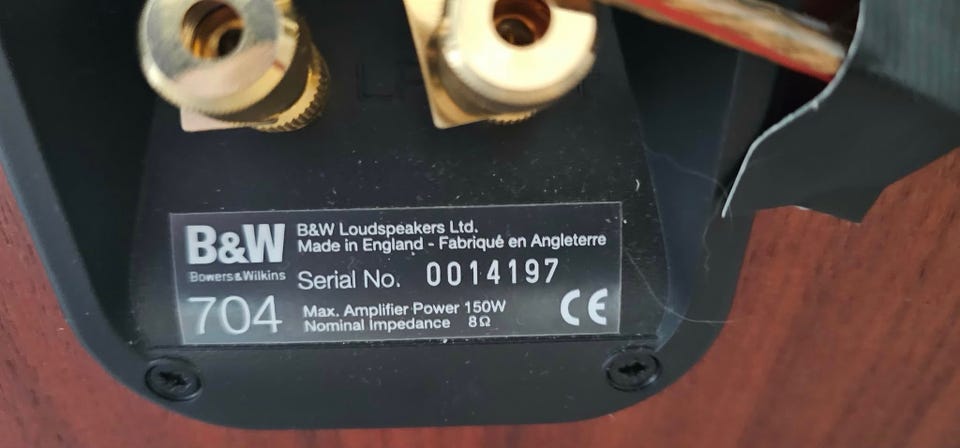 B&W
Bowers & Wilkins
704
B&W Loudspeakers Ltd.
Made in England - Fabriqué en Angleterre
Serial No. 0014197
Max. Amplifier Power 150W
Nominal Impedance 8Ω
CE